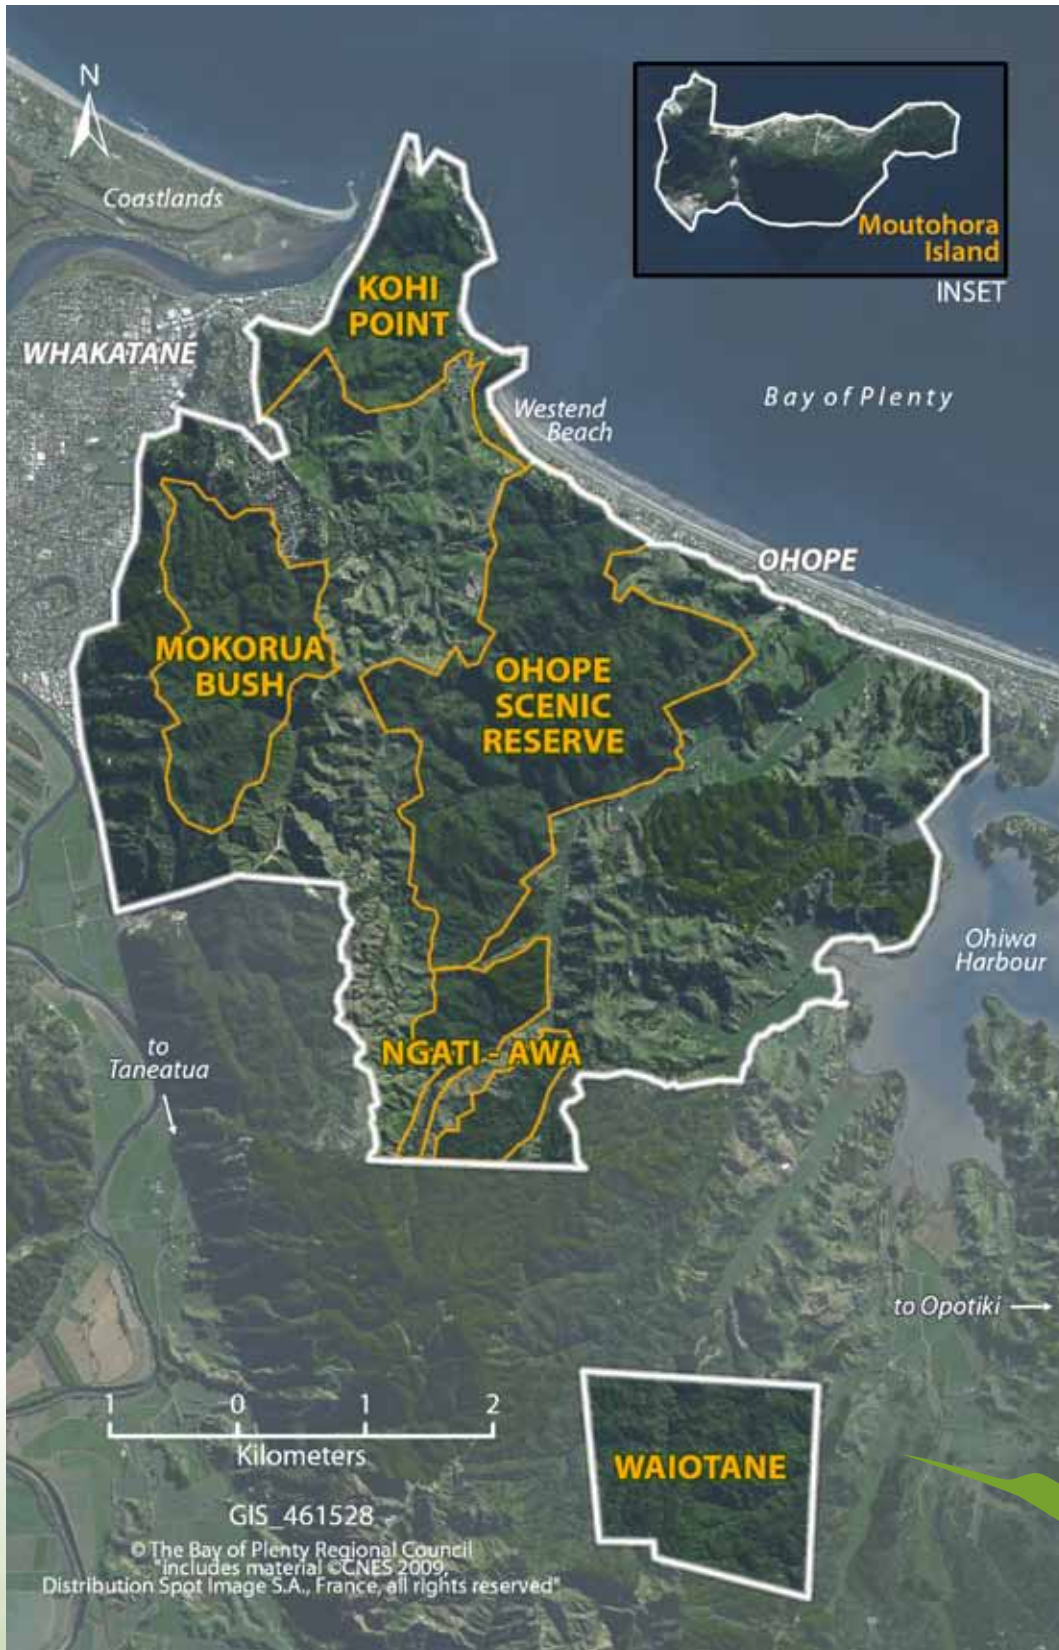 N
Coastlands
Moutohora
Island
INSET
KOHI
POINT
WHAKATANE
Bay of Plenty
Westend
Beach
OHOPE
MOKORUA
BUSH
OHOPE
SCENIC
RESERVE
Ohiwa
Harbour
NGATI - AWA
to
Taneatua
to Opotiki
1 0 1 2
Kilometers
WAIOTANE
GIS_461528
© The Bay of Plenty Regional Council
"includes material ©CNES 2009,
Distribution Spot Image S.A., France, all rights reserved"